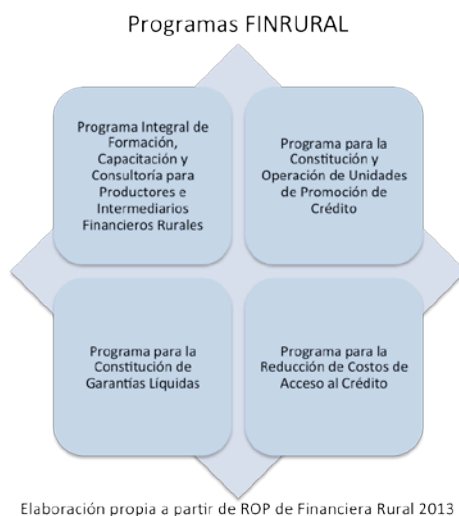 Programas FINRURAL
Programa Integral de
Formación,
Capacitación y
Consultoría para
Productores e
Intermediarios
Financieros Rurales
Programa para la
Constitución y
Operación de Unidades
de Promoción de
Crédito
Programa para la
Constitución de
Garantías Líquidas
Programa para la
Reducción de Costos de
Acceso al Crédito
Elaboración propia a partir de ROP de Financiera Rural 2013